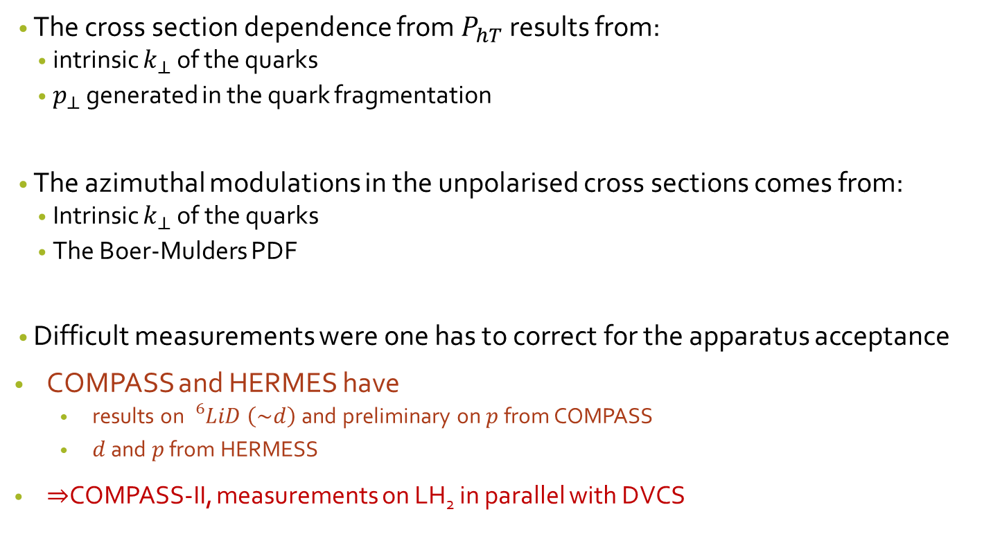 • The cross section dependence from $P_{hT}$ results from:
• intrinsic $k_\perp$ of the quarks
• $p_\perp$ generated in the quark fragmentation
• The azimuthal modulations in the unpolarised cross sections comes from:
• Intrinsic $k_\perp$ of the quarks
• The Boer-Mulders PDF
• Difficult measurements were one has to correct for the apparatus acceptance
• COMPASS and HERMES have
• results on $^6LiD$ $(\sim d)$ and preliminary on $p$ from COMPASS
• $d$ and $p$ from HERMESS
• ⇒COMPASS-II, measurements on LH₂ in parallel with DVCS